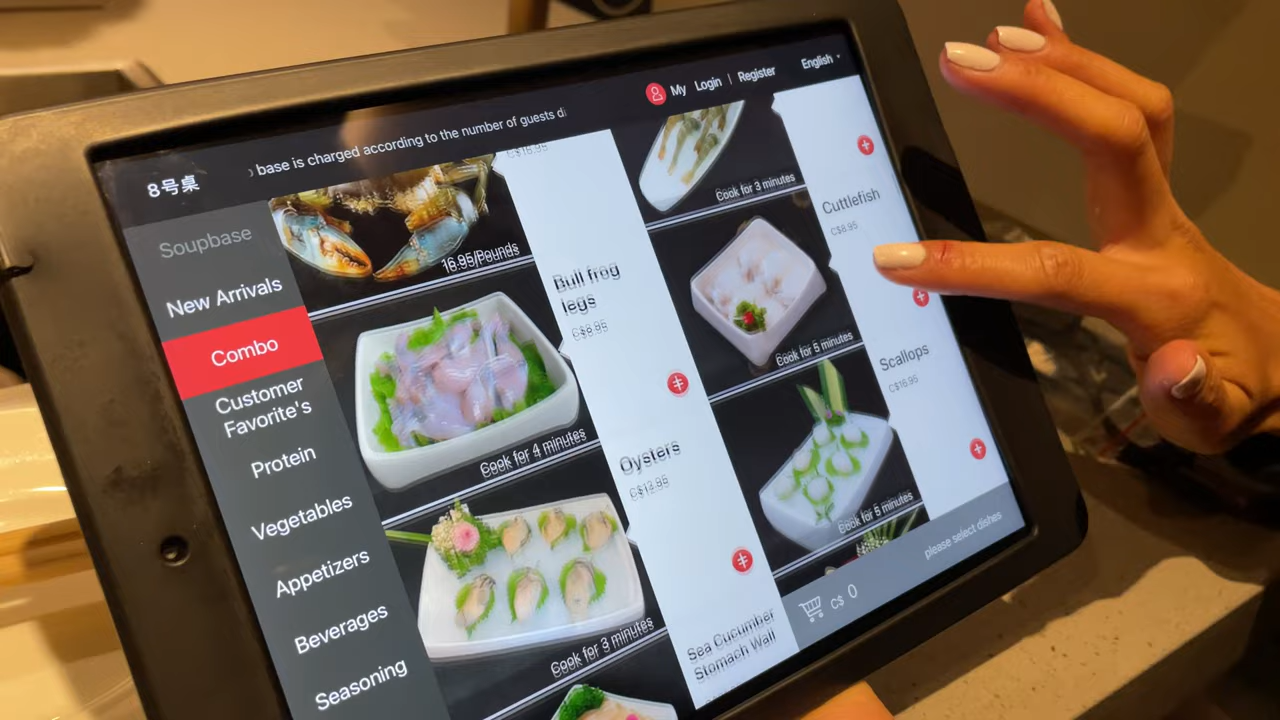 8号桌
base is charged according to the number of guests di
My Login | Register
English
Soupbase
New Arrivals
Combo
Customer
Favorite's
Protein
Vegetables
Appetizers
Beverages
Seasoning
C$16.95
16.95/Pounds
Bull frog
legs
C$8.95
Cook for 4 minutes
Oysters
Cook for 3 minutes
Sea Cucumber
Stomach Wall
Cook for 3 minutes
Cuttlefish
C$8.95
Cook for 5 minutes
Scallops
C$16.95
Cook for 5 minutes
please select dishes
C$ 0